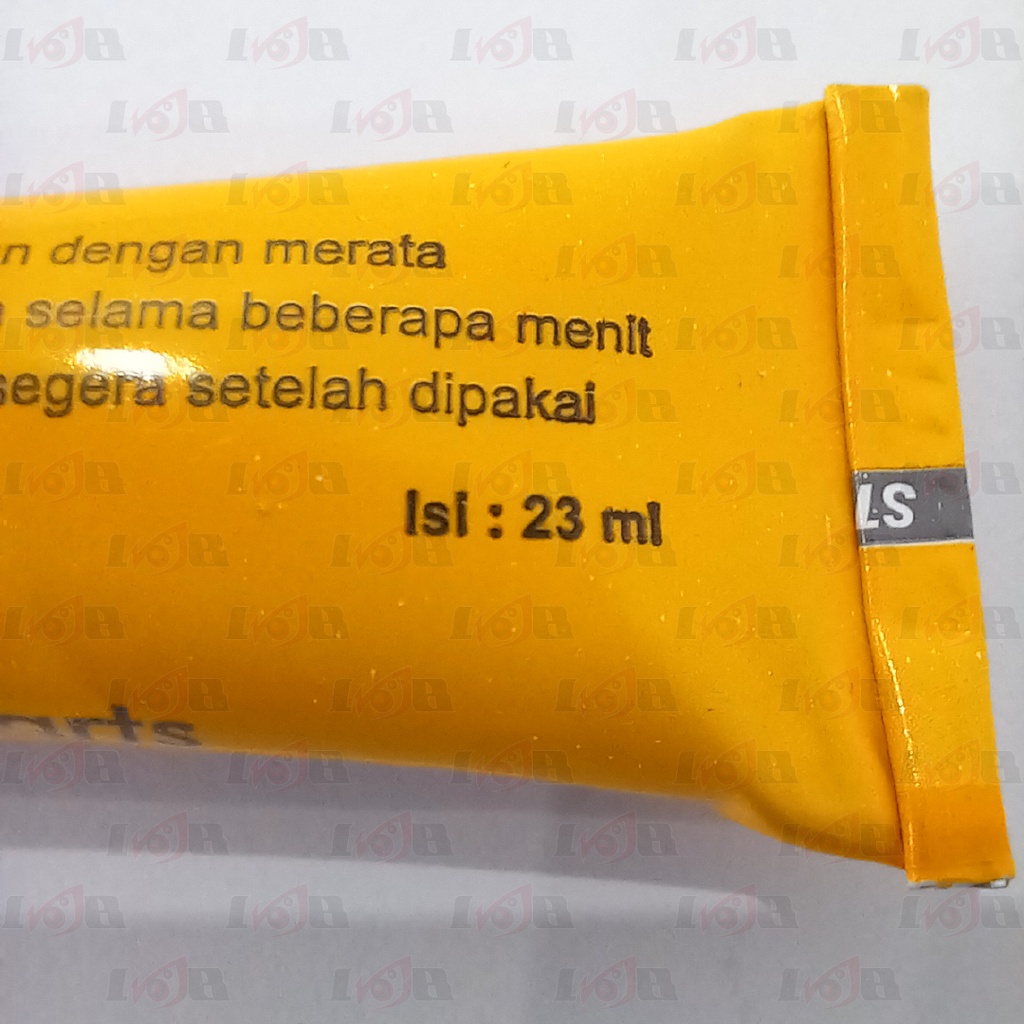 dengan merata
selama beberapa menit
segera setelah dipakai
Isi : 23 ml